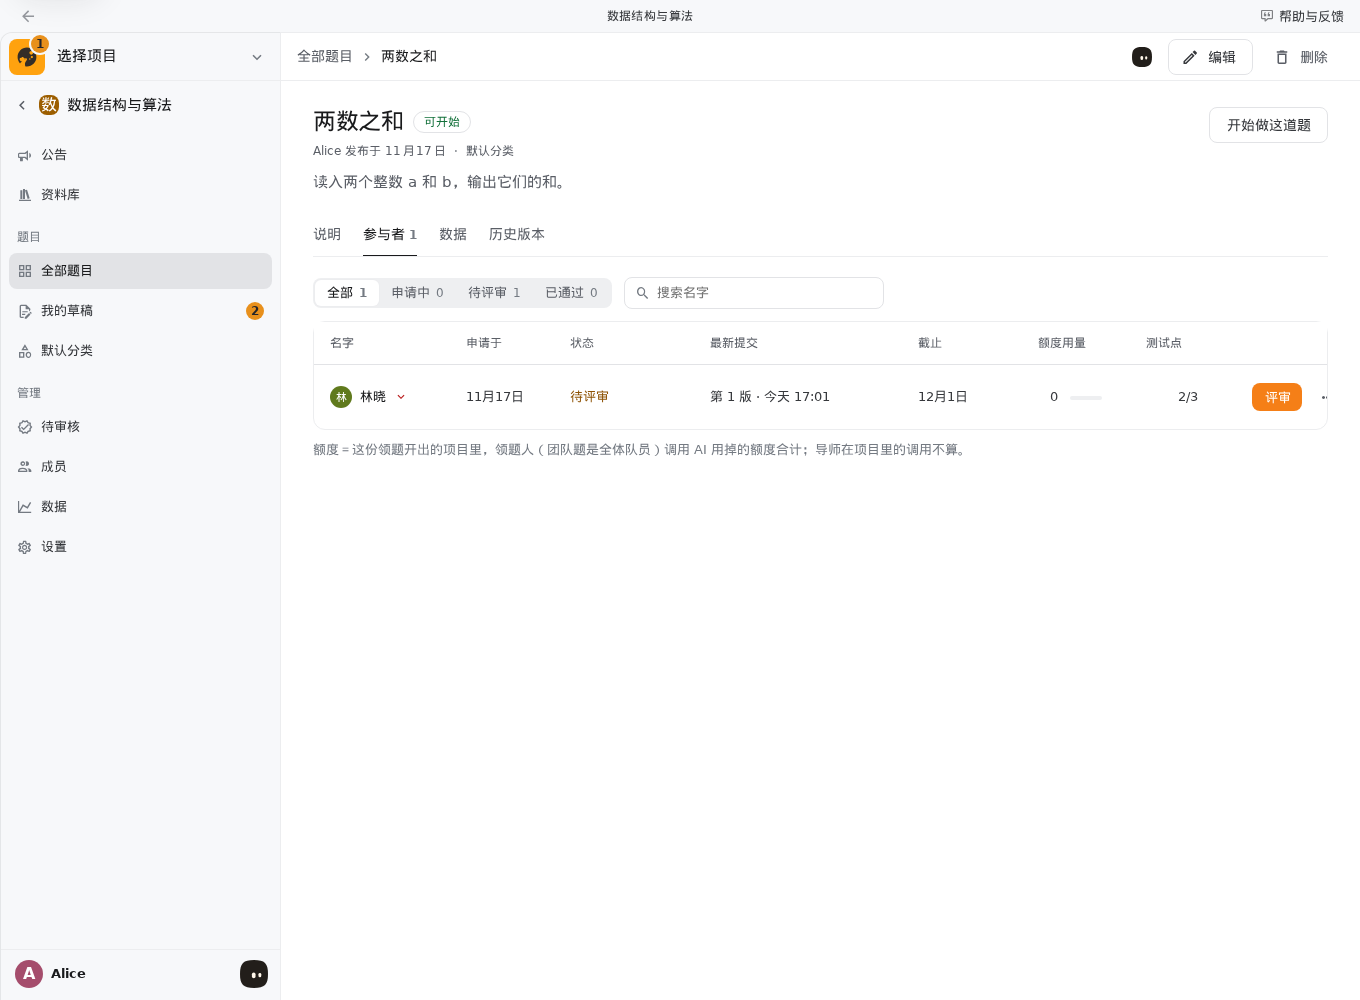 数据结构与算法
帮助与反馈
1
选择项目
全部题目 › 两数之和
编辑
删除
数 数据结构与算法
公告
资料库
题目
全部题目
我的草稿 2
默认分类
管理
待审核
成员
数据
设置
A Alice
两数之和 可开始
开始做这道题
Alice 发布于 11月17日 · 默认分类
读入两个整数 a 和 b，输出它们的和。
说明 参与者 1 数据 历史版本
全部 1 申请中 0 待评审 1 已通过 0 搜索名字
名字 申请于 状态 最新提交 截止 额度用量 测试点
林 林晓 11月17日 待评审 第 1 版 · 今天 17:01 12月1日 0 2/3 评审
额度 = 这份领题开出的项目里，领题人（团队题是全体队员）调用 AI 用掉的额度合计；导师在项目里的调用不算。